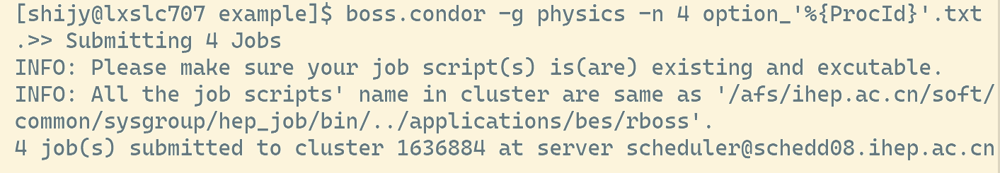 [shijy@lxslc707 example]$ boss.condor -g physics -n 4 option_'%{ProcId}'.txt
.>> Submitting 4 Jobs
INFO: Please make sure your job script(s) is(are) existing and excutable.
INFO: All the job scripts' name in cluster are same as '/afs/ihep.ac.cn/soft/
common/sysgroup/hep_job/bin/../applications/bes/rboss'.
4 job(s) submitted to cluster 1636884 at server scheduler@schedd08.ihep.ac.cn